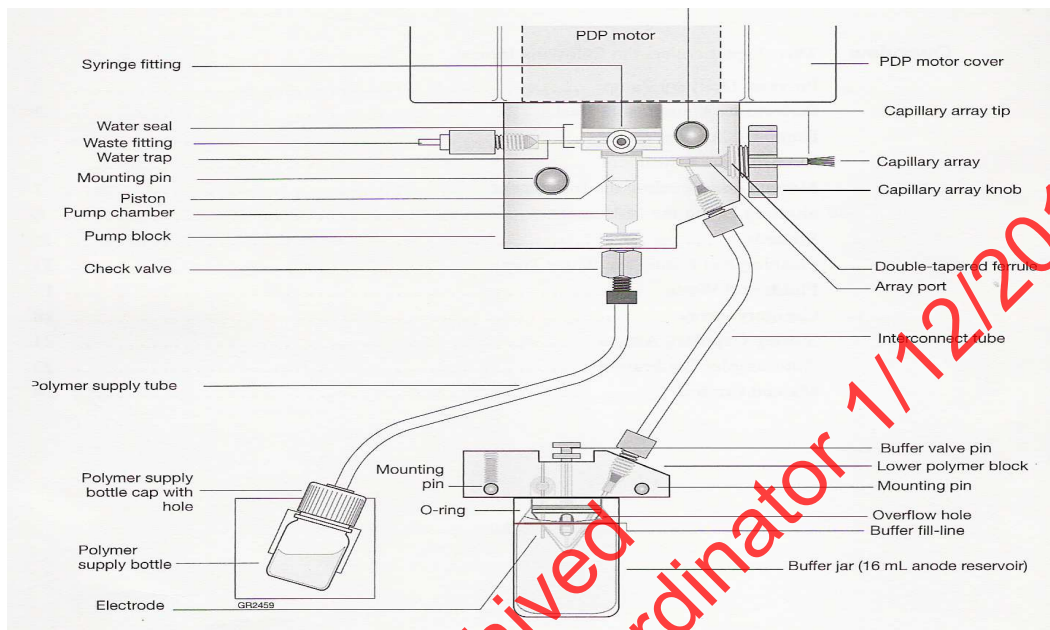 PDP motor
Syringe fitting
PDP motor cover
Capillary array tip
Water seal
Waste fitting
Water trap
Capillary array
Mounting pin
Capillary array knob
Piston
Pump chamber
Pump block
Check valve
Double-tapered ferrule
Array port
Interconnect tube
Polymer supply tube
Buffer valve pin
Lower polymer block
Mounting pin
Mounting
pin
Polymer supply
bottle cap with
hole
O-ring
Overflow hole
Buffer fill-line
Polymer
supply bottle
Buffer jar (16 mL anode reservoir)
Electrode
GR2459
hived
rdinator 1/12/201